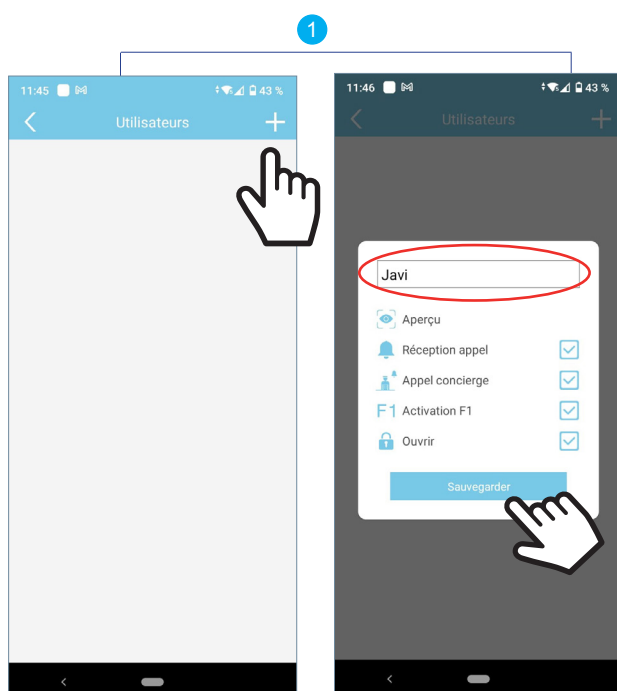 1
11:45
43 %
Utilisateurs
11:46
43 %
Utilisateurs
Javi
Aperçu
Réception appel
Appel concierge
F1 Activation F1
Ouvrir
Sauvegarder